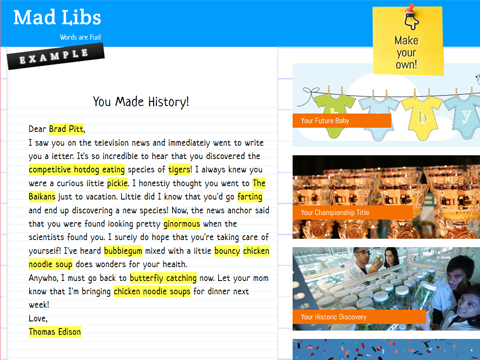 Mad Libs
Words are Fun!
EXAMPLE
Make
your
own!
You Made History!
Dear Brad Pitt,
I saw you on the television news and immediately went to write
you a letter. It's so incredible to hear that you discovered the
competitive hotdog eating species of tigers! I always knew you
were a curious little pickle. I honestly thought you went to The
Balkans just to vacation. Little did I know that you'd go farting
and end up discovering a new species! Now, the news anchor said
that you were found looking pretty ginormous when the
scientists found you. I surely do hope that you're taking care of
yourself! I've heard bubblegum mixed with a little bouncy chicken
noodle soup does wonders for your health.
Anywho, I must go back to butterfly catching now. Let your mom
know that I'm bringing chicken noodle soups for dinner next
week!
Love,
Thomas Edison
b y
Your Future Baby
Your Championship Title
Your Historic Discovery